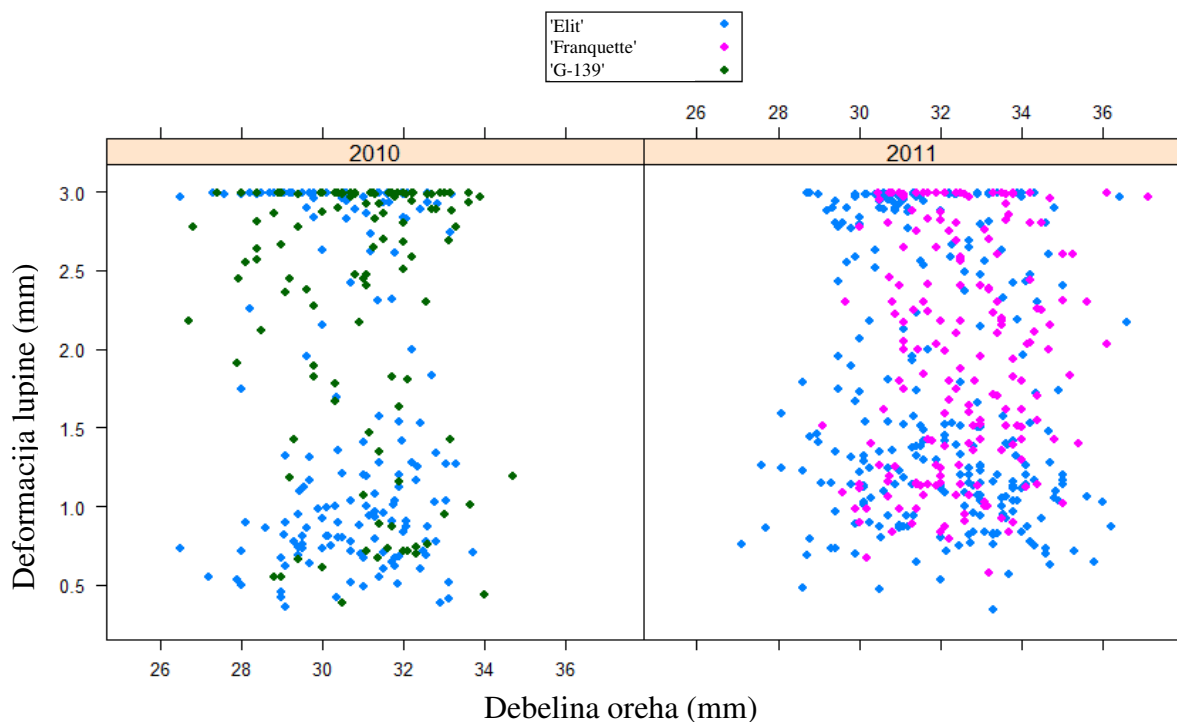 'Elit'
'Franquette'
'G-139'
26 28 30 32 34 36
2010 2011
3.0
2.5
2.0
1.5
1.0
0.5
Deformacija lupine (mm)
26 28 30 32 34 36
Debelina oreha (mm)